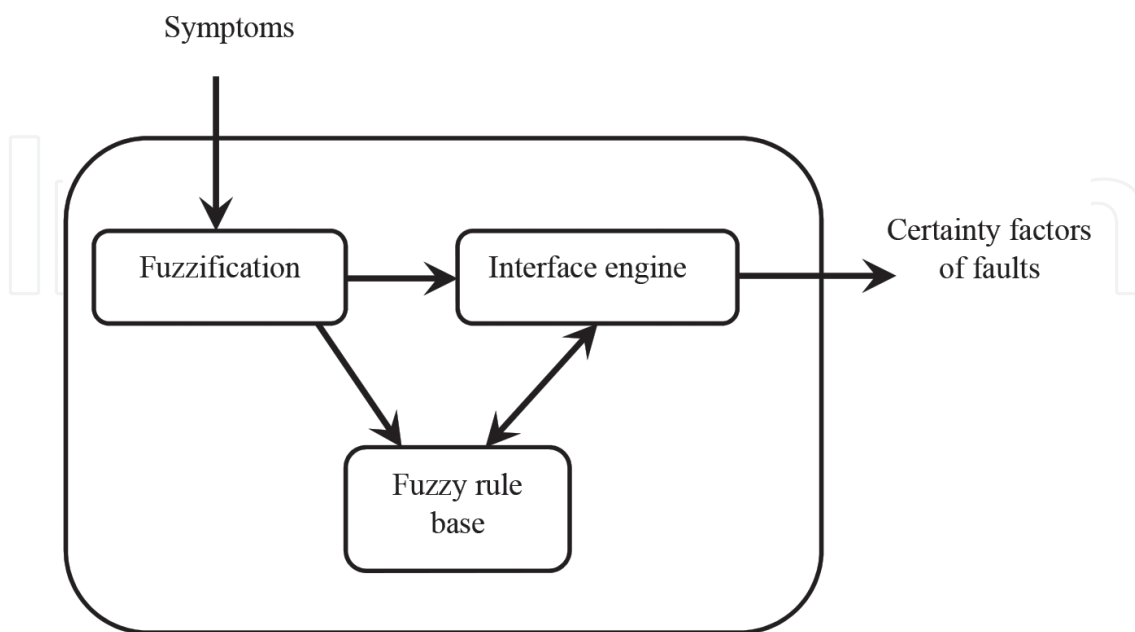 Symptoms
Fuzzification
Interface engine
Certainty factors
of faults
Fuzzy rule
base